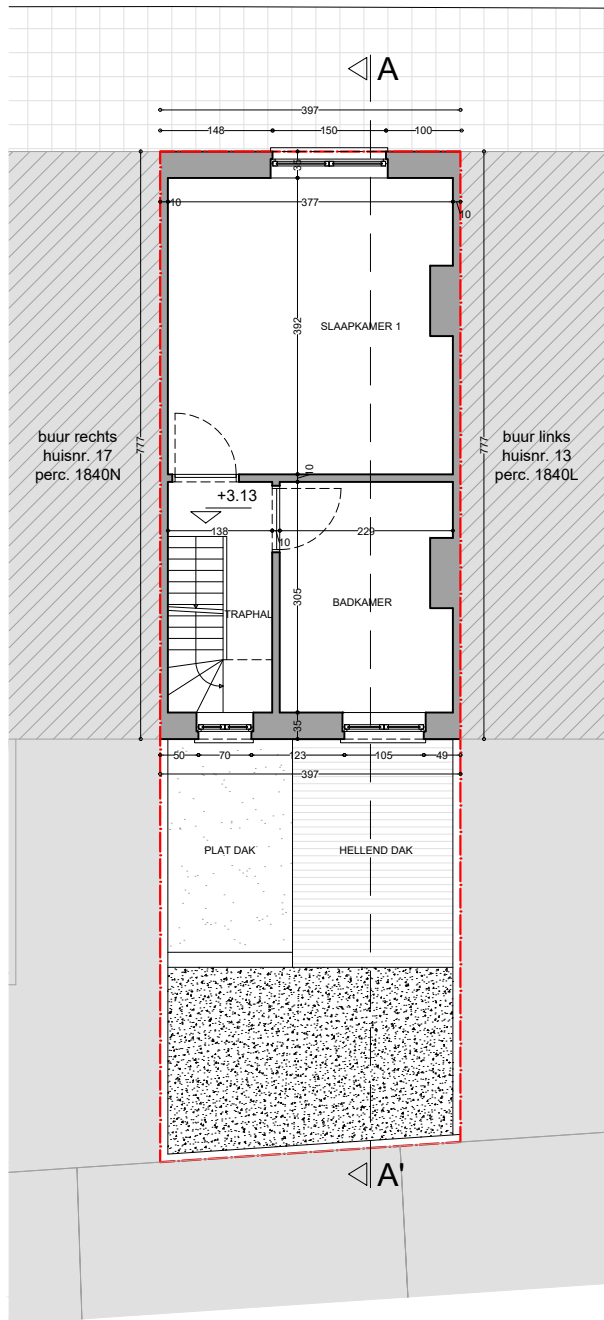 A
397
148
150
100
35
10
377
10
392
SLAAPKAMER 1
buur rechts
huisnr. 17
perc. 1840N
777
777
buur links
huisnr. 13
perc. 1840L
10
+3.13
138
10
229
305
TRAPHAL
BADKAMER
35
50
70
123
105
49
397
PLAT DAK
HELLEND DAK
A'